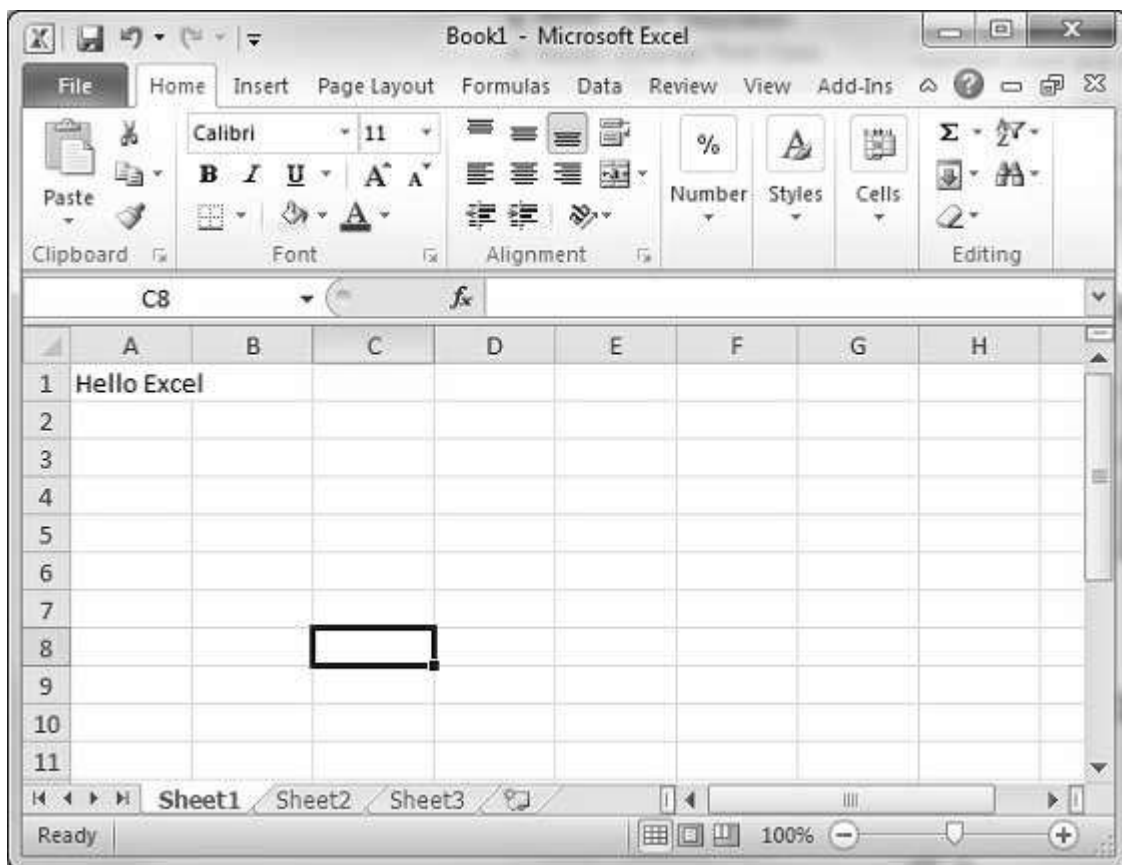 Book1 - Microsoft Excel
File Home Insert Page Layout Formulas Data Review View Add-Ins
Calibri 11
B I U A A
% A
Paste Number Styles Cells
A
Clipboard Font Alignment Editing
C8 fx
A B C D E F G H
1 Hello Excel
2
3
4
5
6
7
8
9
10
11
Sheet1 Sheet2 Sheet3
Ready 100%